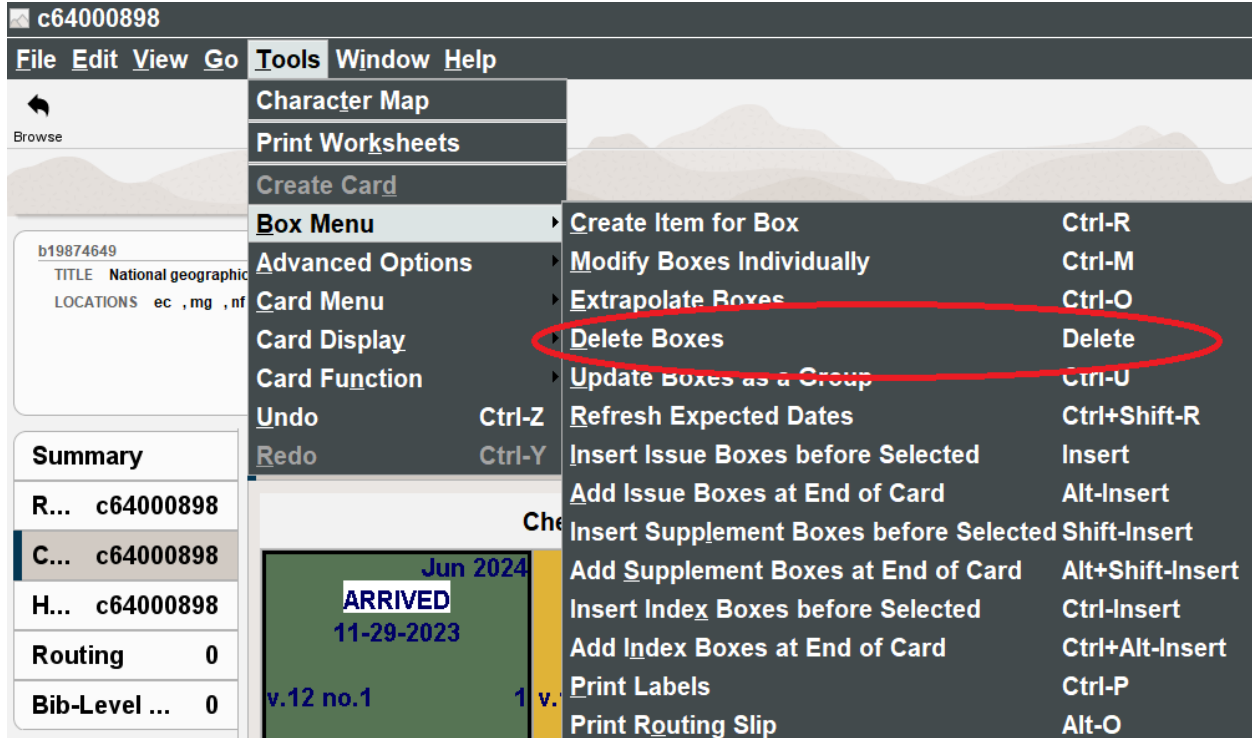 c64000898
File Edit View Go Tools Window Help
Browse
Character Map
Print Worksheets
Create Card
Box Menu
Advanced Options
Card Menu
Card Display
Card Function
Undo Ctrl-Z
Redo Ctrl-Y
Create Item for Box Ctrl-R
Modify Boxes Individually Ctrl-M
Extrapolate Boxes Ctrl-O
Delete Boxes Delete
Update Boxes as a Group Ctrl-U
Refresh Expected Dates Ctrl+Shift-R
Insert Issue Boxes before Selected Insert
Add Issue Boxes at End of Card Alt-Insert
Insert Supplement Boxes before Selected Shift-Insert
Add Supplement Boxes at End of Card Alt+Shift-Insert
Insert Index Boxes before Selected Ctrl-Insert
Add Index Boxes at End of Card Ctrl+Alt-Insert
Print Labels Ctrl-P
Print Routing Slip Alt-O
b19874649
TITLE National geographic
LOCATIONS ec ,mg ,nf
Summary
R... c64000898
C... c64000898
H... c64000898
Routing 0
Bib-Level ... 0
Che
Jun 2024
ARRIVED
11-29-2023
v.12 no.1 1
v.